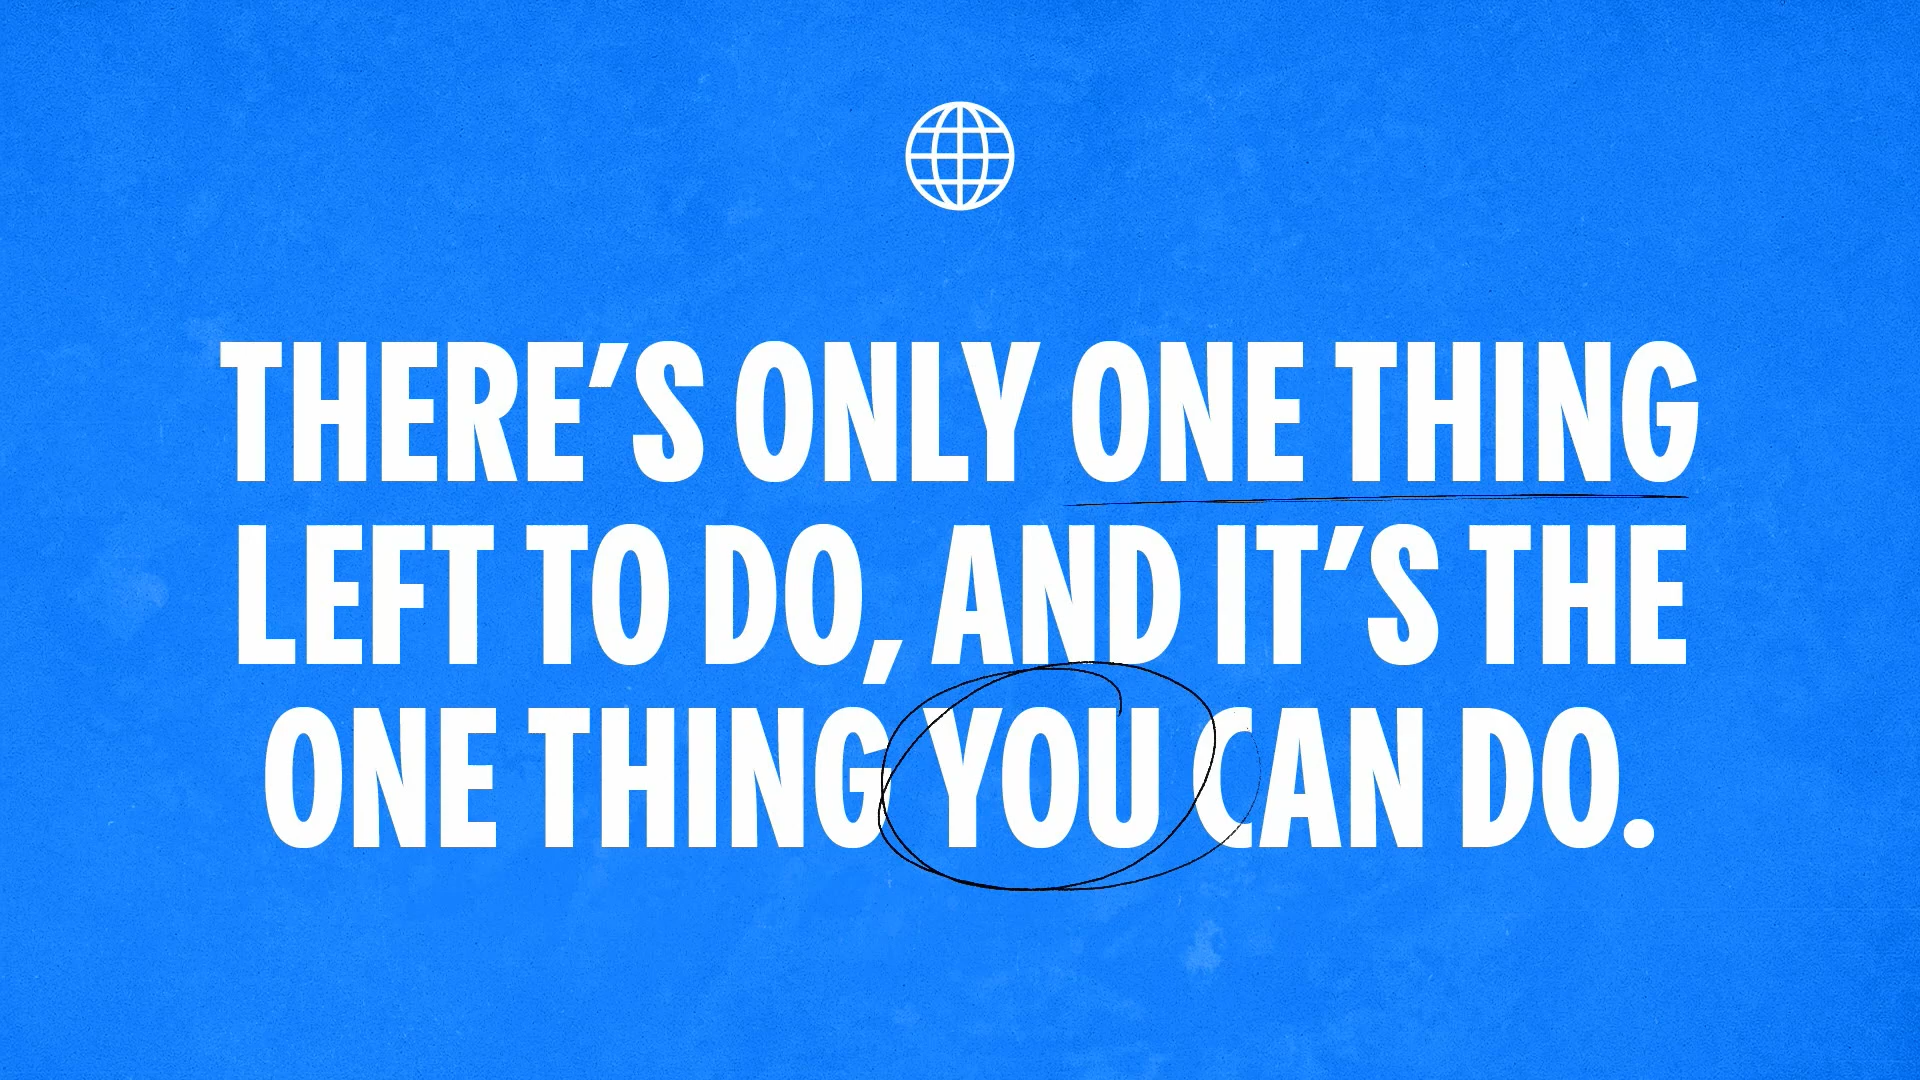 THERE’S ONLY ONE THING
LEFT TO DO, AND IT’S THE
ONE THING YOU CAN DO.